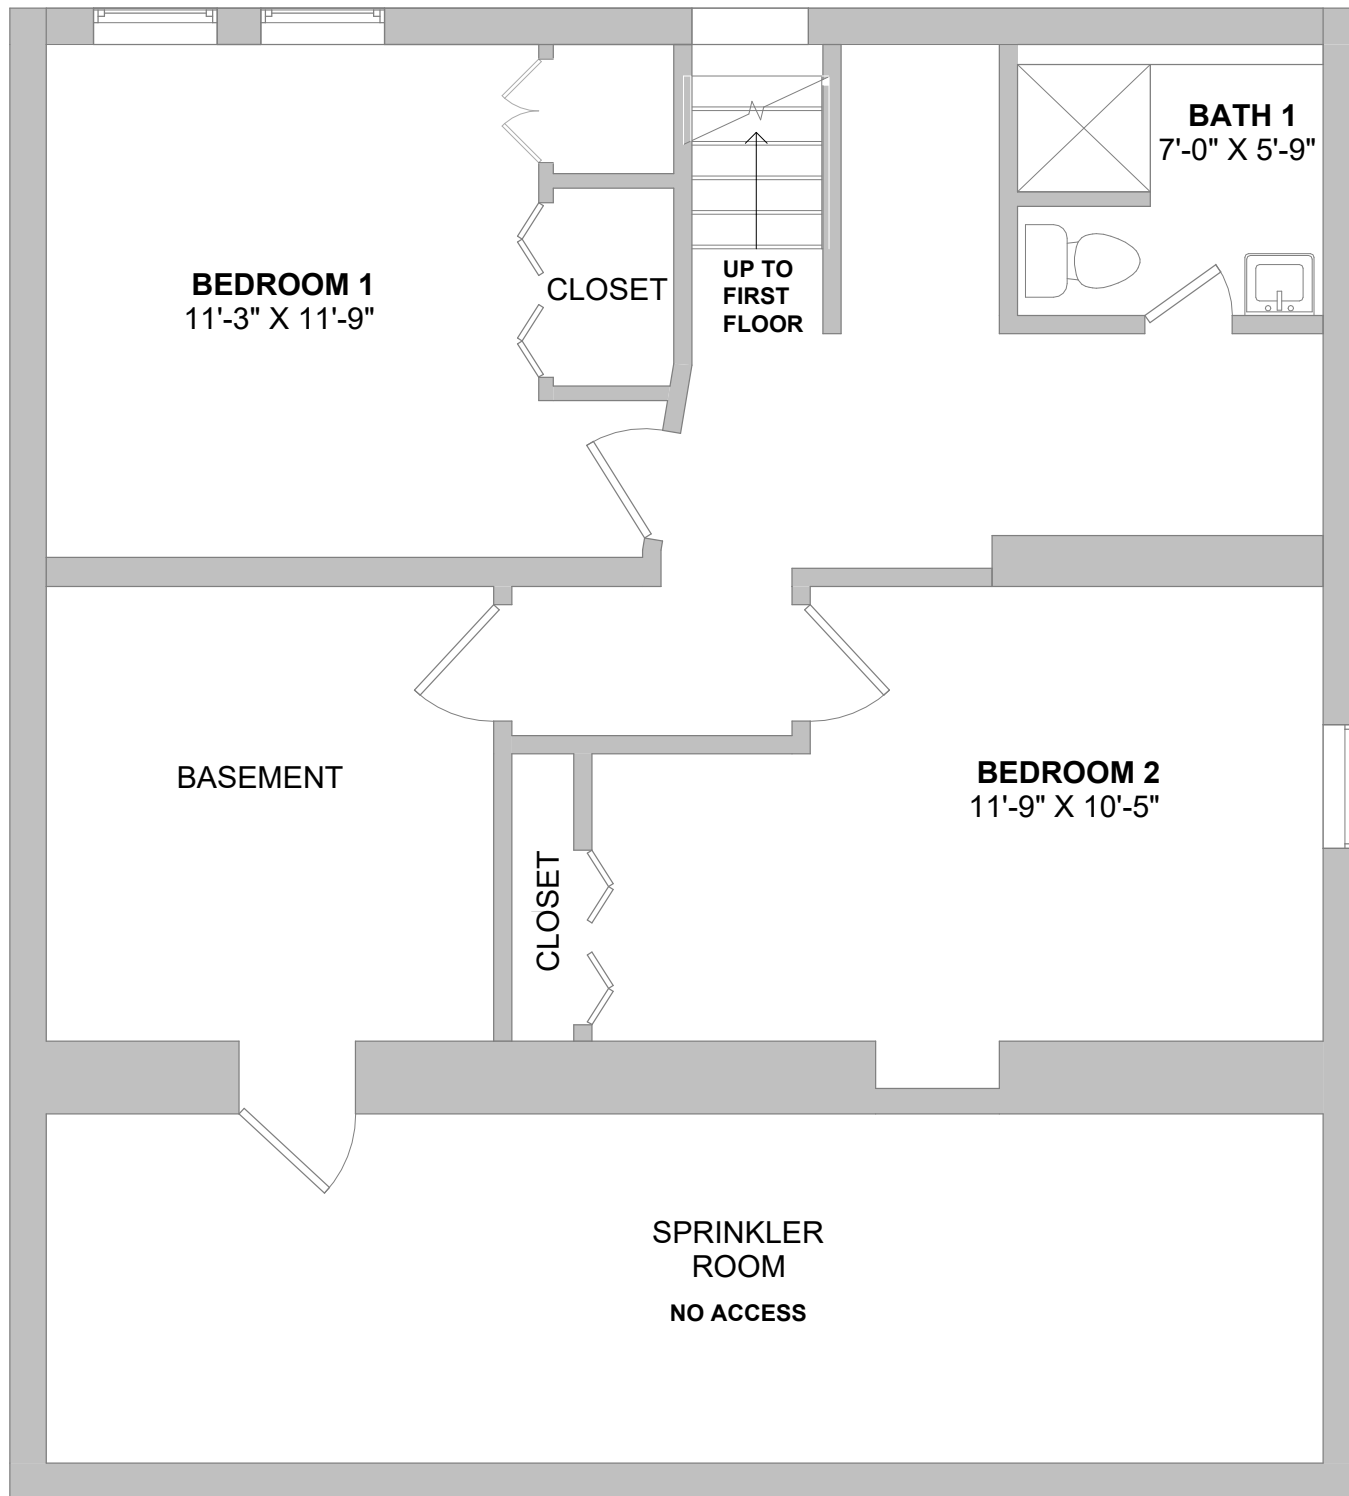 BATH 1
7'-0" X 5'-9"
BEDROOM 1
11'-3" X 11'-9"
CLOSET
UP TO
FIRST
FLOOR
BASEMENT
BEDROOM 2
11'-9" X 10'-5"
CLOSET
SPRINKLER
ROOM
NO ACCESS